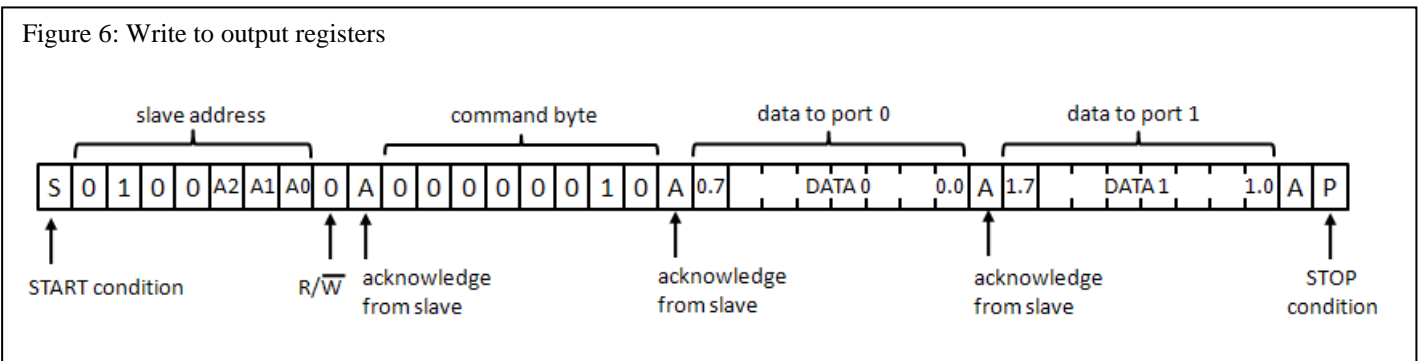 Figure 6: Write to output registers
slave address command byte data to port 0 data to port 1
S 0 1 0 0 A2 A1 A0 0 A 0 0 0 0 0 0 1 0 A 0.7 DATA 0 0.0 A 1.7 DATA 1 1.0 A P
START condition R/W̅ acknowledge acknowledge acknowledge STOP
from slave from slave from slave condition